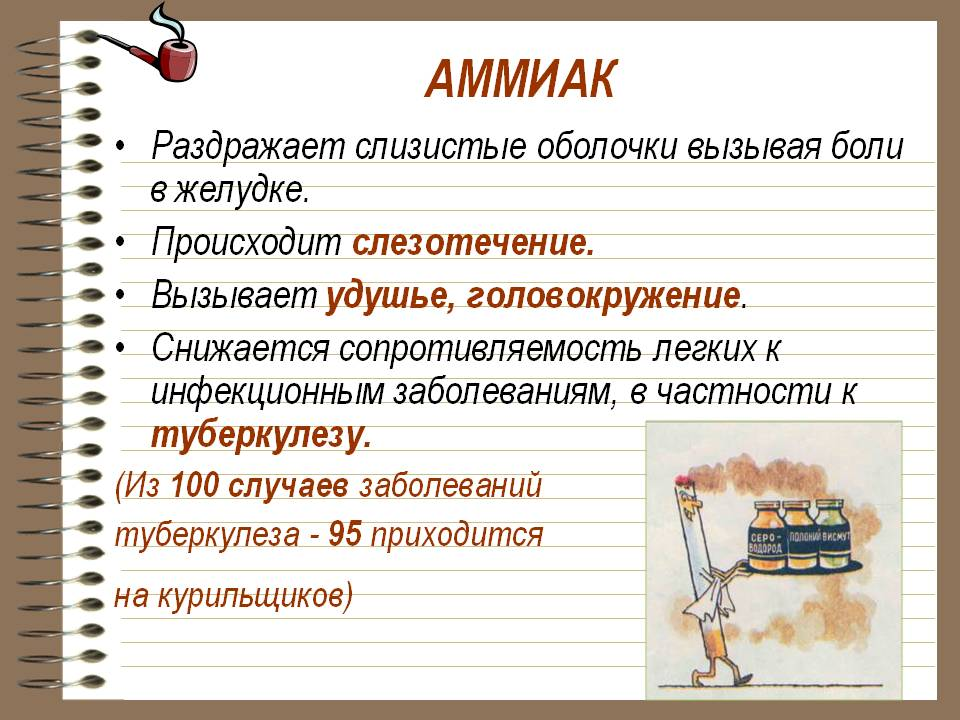 АММИАК
• Раздражает слизистые оболочки вызывая боли
в желудке.
• Происходит слезотечение.
• Вызывает удушье, головокружение.
• Снижается сопротивляемость легких к
инфекционным заболеваниям, в частности к
туберкулезу.
(Из 100 случаев заболеваний
туберкулеза - 95 приходится
на курильщиков)
СЕРО-
ВОДОРОД
ПОЛОНИЙ
ВИСМУТ